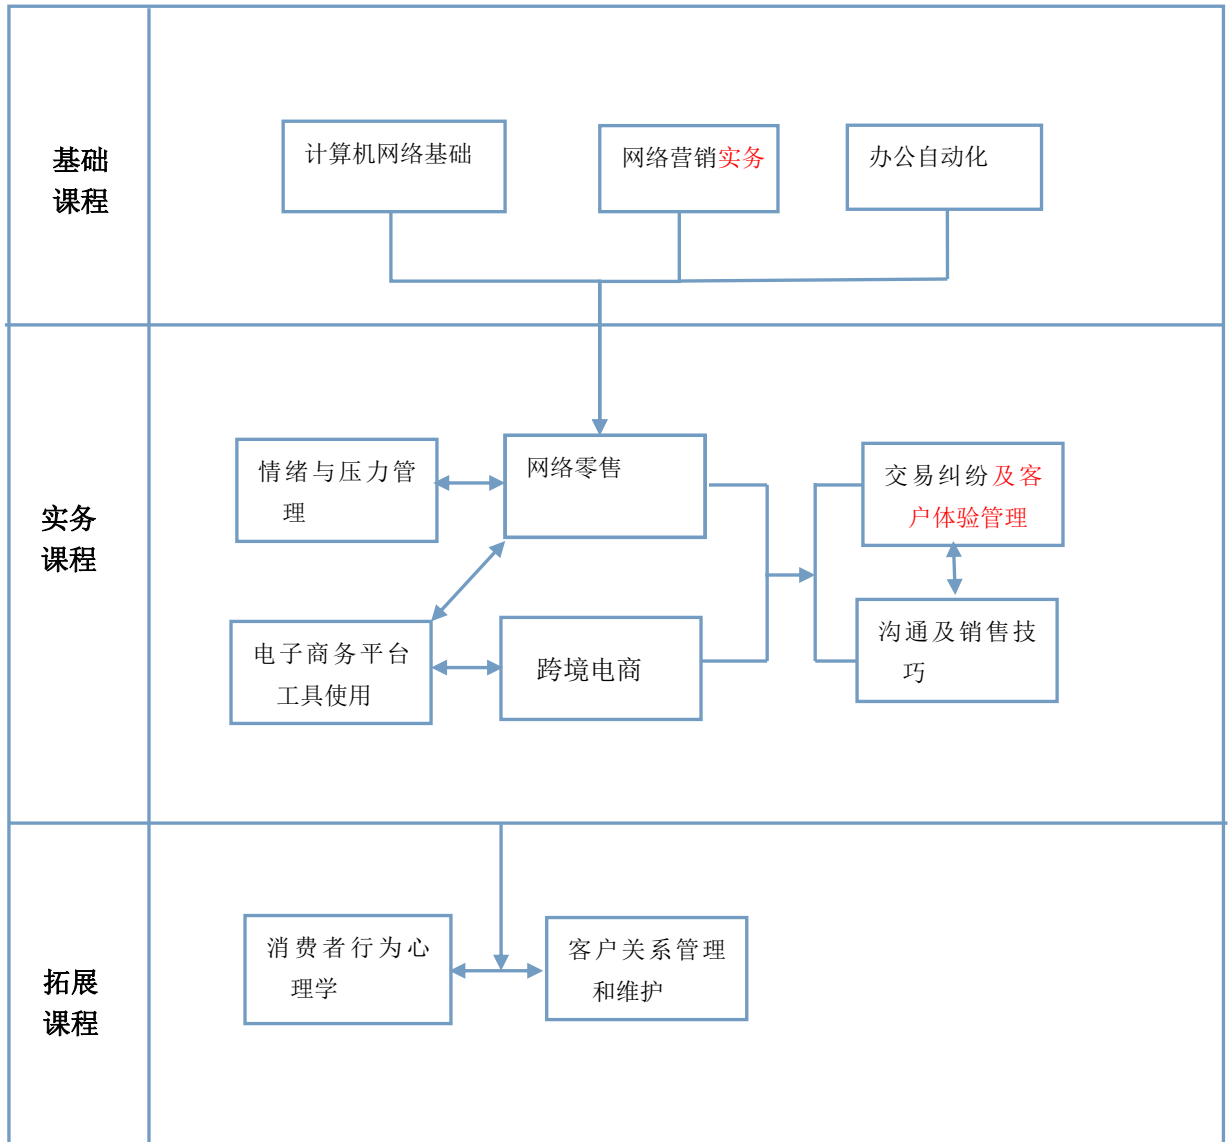 基础
课程
计算机网络基础
网络营销实务
办公自动化
实务
课程
情绪与压力管
理
网络零售
交易纠纷及客
户体验管理
电子商务平台
工具使用
跨境电商
沟通及销售技
巧
拓展
课程
消费者行为心
理学
客户关系管理
和维护